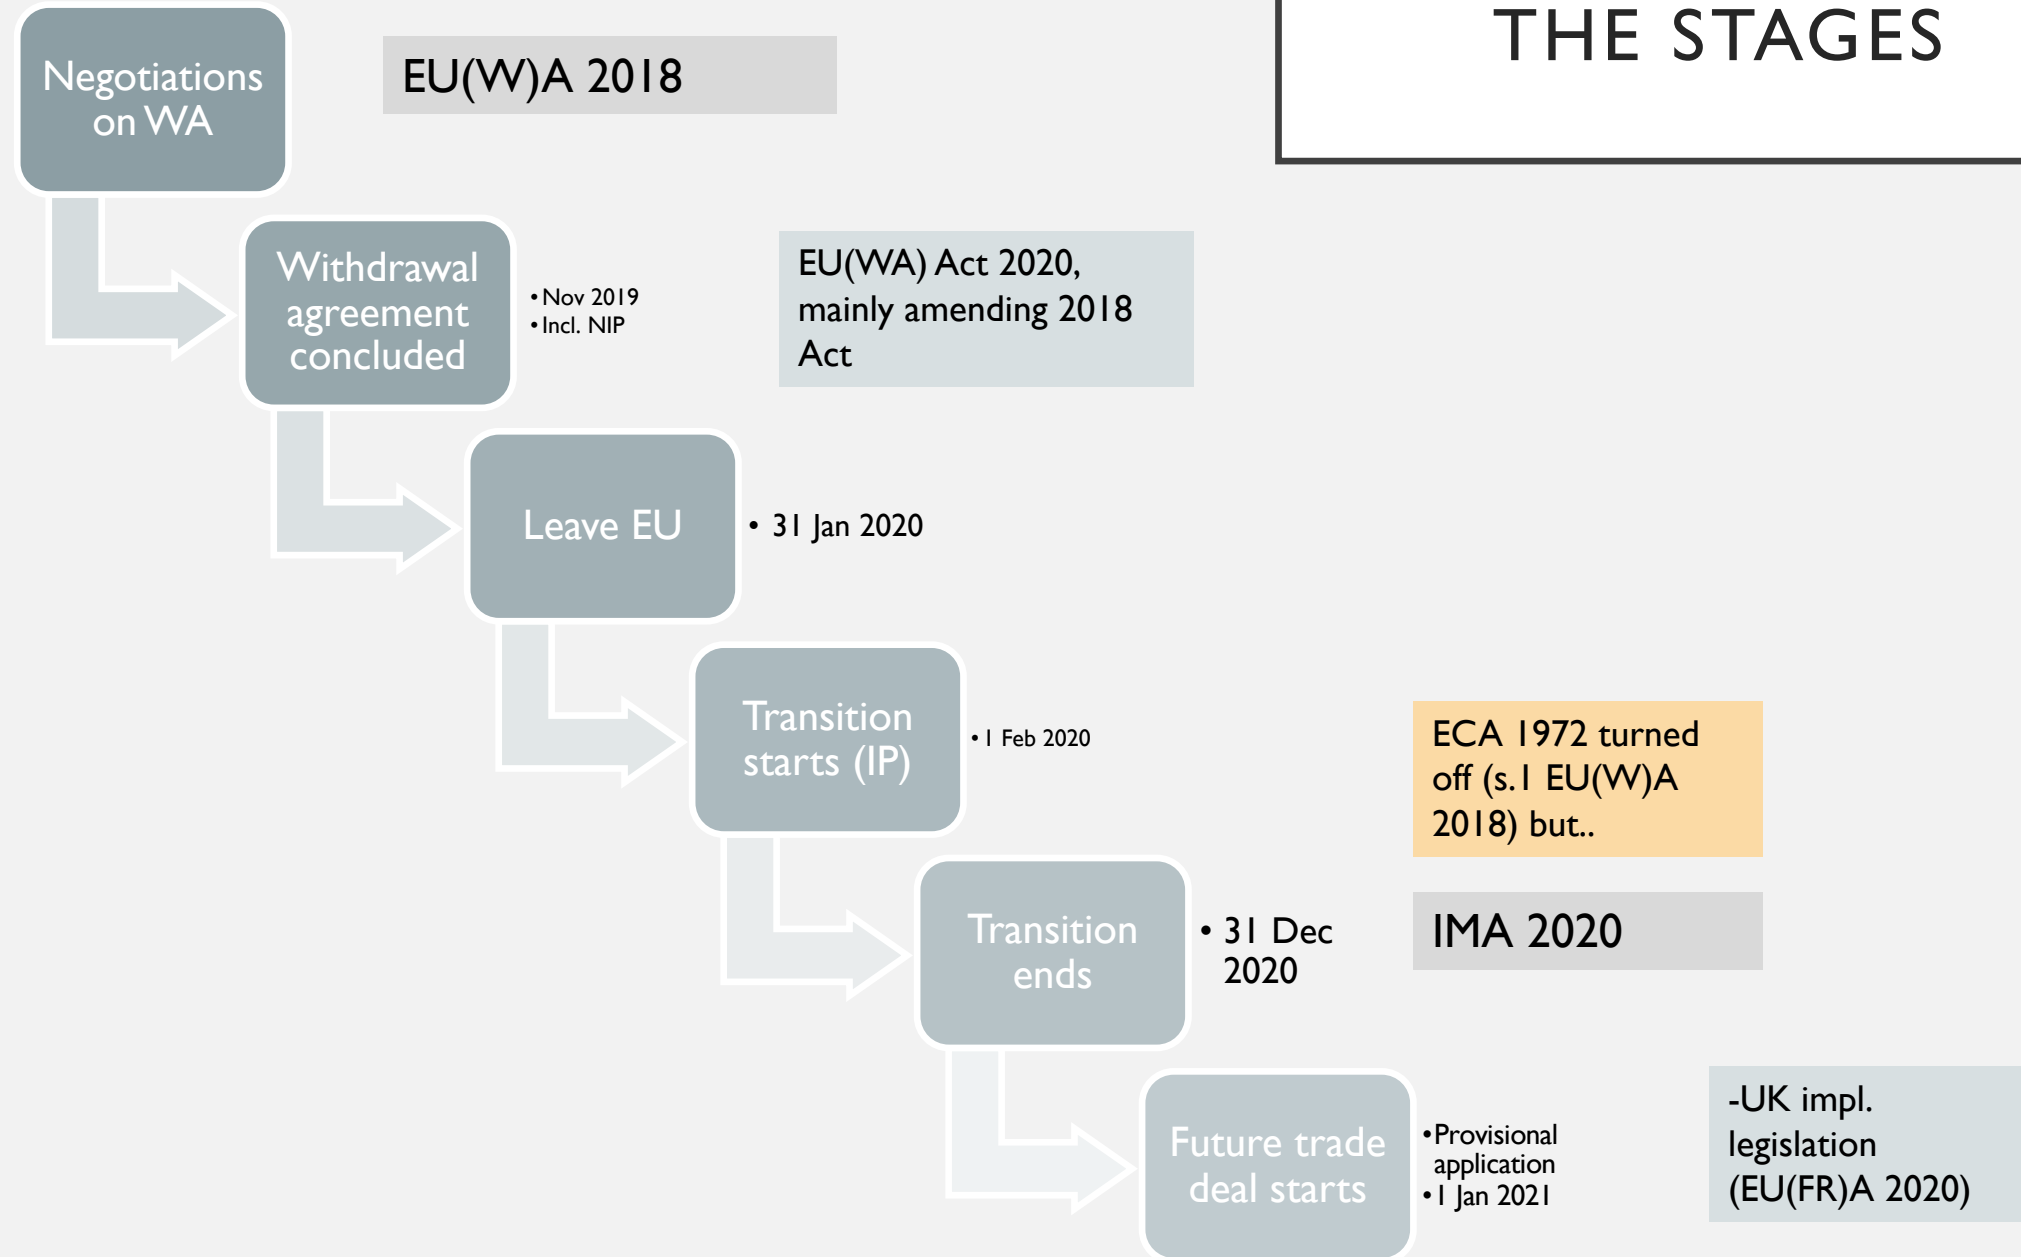 THE STAGES
Negotiations
on WA
EU(W)A 2018
Withdrawal
agreement
concluded
•Nov 2019
•Incl. NIP
EU(WA) Act 2020,
mainly amending 2018
Act
Leave EU
• 31 Jan 2020
Transition
starts (IP)
•1 Feb 2020
ECA 1972 turned
off (s.1 EU(W)A
2018) but..
Transition
ends
• 31 Dec
2020
IMA 2020
Future trade
deal starts
•Provisional
application
•1 Jan 2021
-UK impl.
legislation
(EU(FR)A 2020)